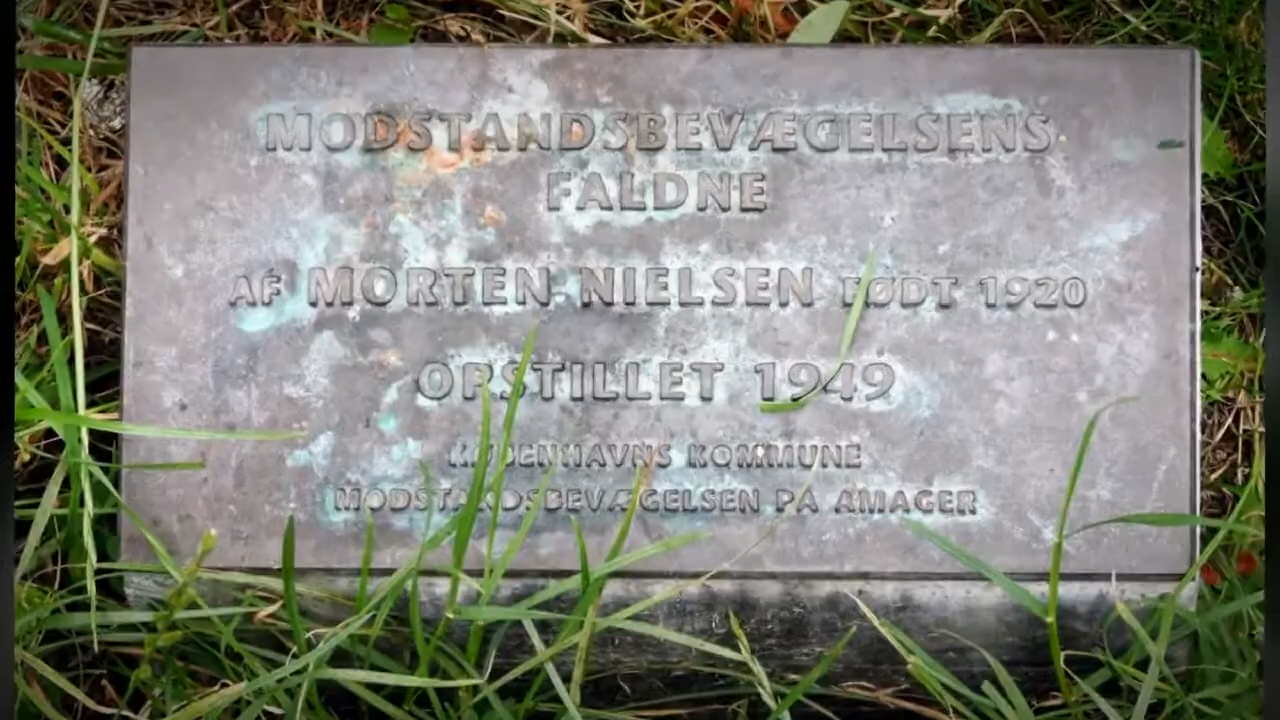 MODSTANDSBEVÆGELSENS
FALDNE
AF MORTEN NIELSEN FØDT 1920
OPSTILLET 1949
KØBENHAVNS KOMMUNE
MODSTANDSBEVÆGELSEN PÅ AMAGER